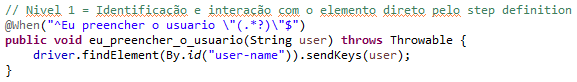 // Nivel 1 = Identificação e interação com o elemento direto pelo step definition
@When("^Eu preencher o usuario \"(.*?)\"$")
public void eu_preencher_o_usuario(String user) throws Throwable {
    driver.findElement(By.id("user-name")).sendKeys(user);
}